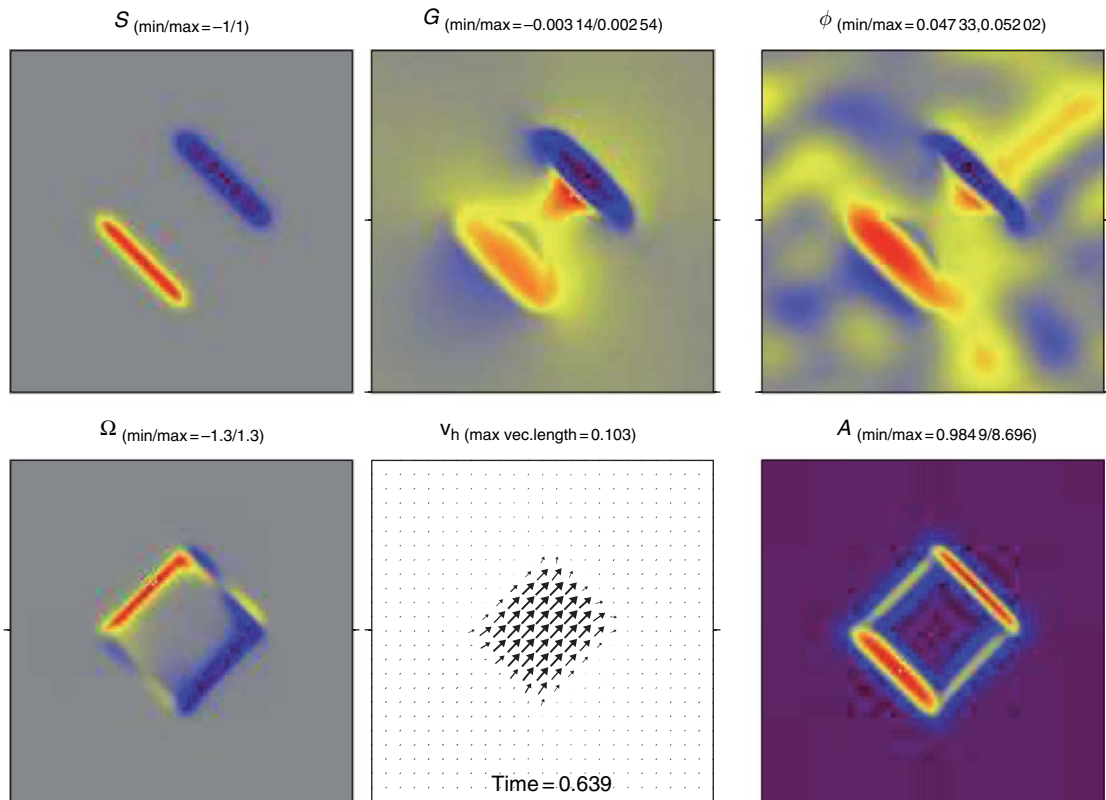 S (min/max=–1/1)
G (min/max=–0.003 14/0.002 54)
ϕ (min/max=0.047 33,0.052 02)
Ω (min/max=–1.3/1.3)
vh (max vec.length=0.103)
A (min/max=0.984 9/8.696)
Time=0.639